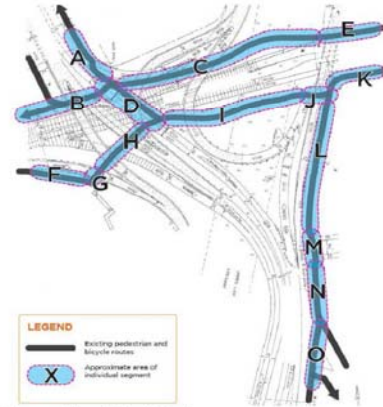 E
A
C
K
B
D
I
J
H
L
F
G
M
N
O
LEGEND
Existing pedestrian and
bicycle routes
X
Approximate area of
individual segment